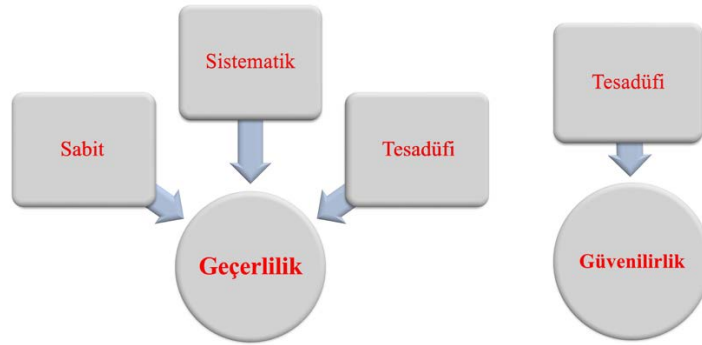 Sistematik
Sabit
Tesadüfi
Geçerlilik
Tesadüfi
Güvenilirlik